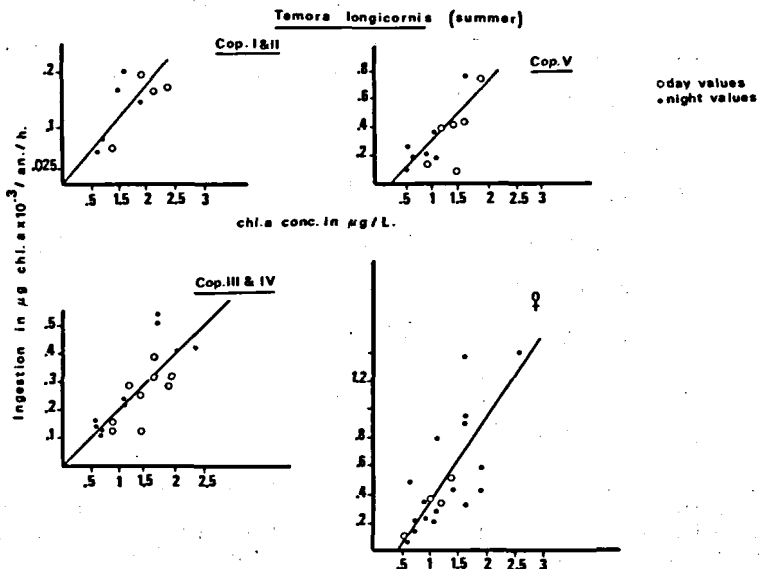 Temora longicornis (summer)
Cop. I&II
Cop. V
o day values
• night values
.2
.1
.025
.5 1.5 2 2.5 3
.8
.6
.4
.2
.5 1 1.5 2 2.5 3
chl.a conc. in µg/L.
Ingestion in µg chl. a x10⁻³/ an./h.
Cop. III & IV
.5
.4
.3
.2
.1
.5 1 1.5 2 2.5
♀
1.2
.8
.6
.4
.2
.5 1 1.5 2 2.5 3